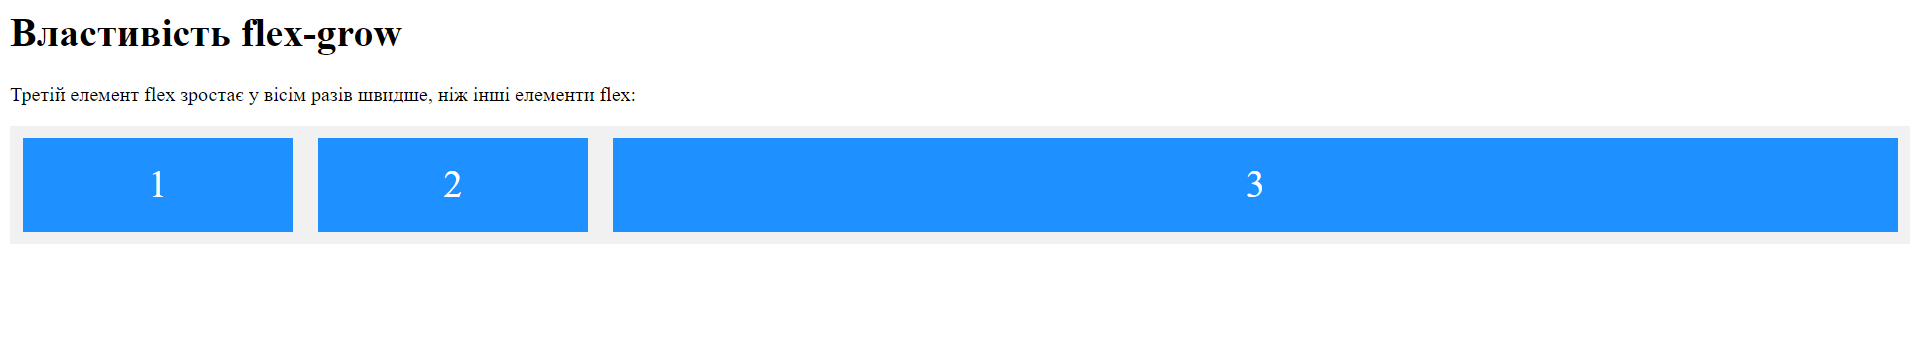 Властивість flex-grow
Третій елемент flex зростає у вісім разів швидше, ніж інші елементи flex:
1 2 3